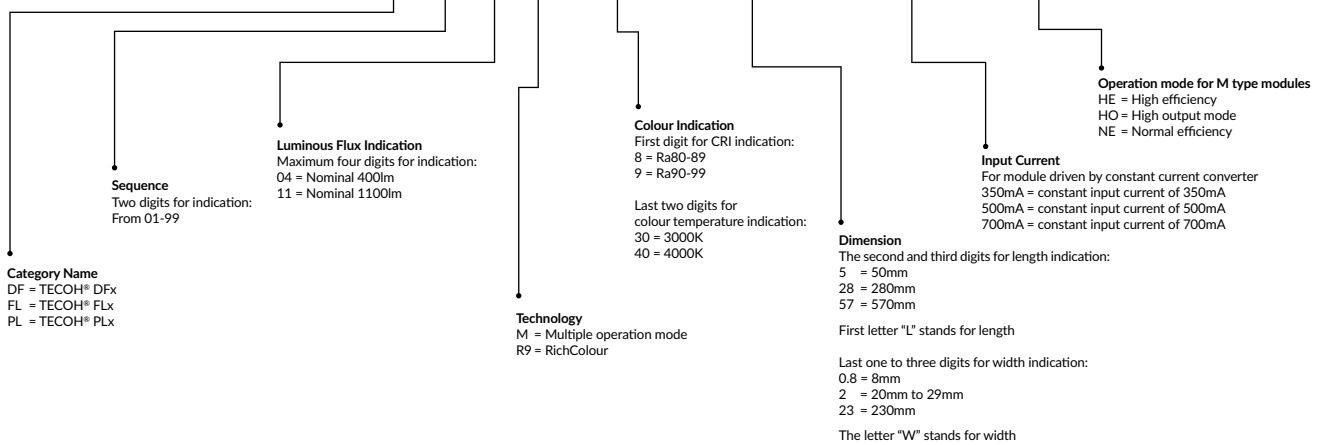 Category Name
DF = TECOH® DFx
FL = TECOH® FLx
PL = TECOH® PLx
Sequence
Two digits for indication:
From 01-99
Luminous Flux Indication
Maximum four digits for indication:
04 = Nominal 400lm
11 = Nominal 1100lm
Technology
M = Multiple operation mode
R9 = RichColour
Colour Indication
First digit for CRI indication:
8 = Ra80-89
9 = Ra90-99
Last two digits for
colour temperature indication:
30 = 3000K
40 = 4000K
Dimension
The second and third digits for length indication:
5 = 50mm
28 = 280mm
57 = 570mm
First letter “L” stands for length
Last one to three digits for width indication:
0.8 = 8mm
2 = 20mm to 29mm
23 = 230mm
The letter “W” stands for width
Input Current
For module driven by constant current converter
350mA = constant input current of 350mA
500mA = constant input current of 500mA
700mA = constant input current of 700mA
Operation mode for M type modules
HE = High efficiency
HO = High output mode
NE = Normal efficiency